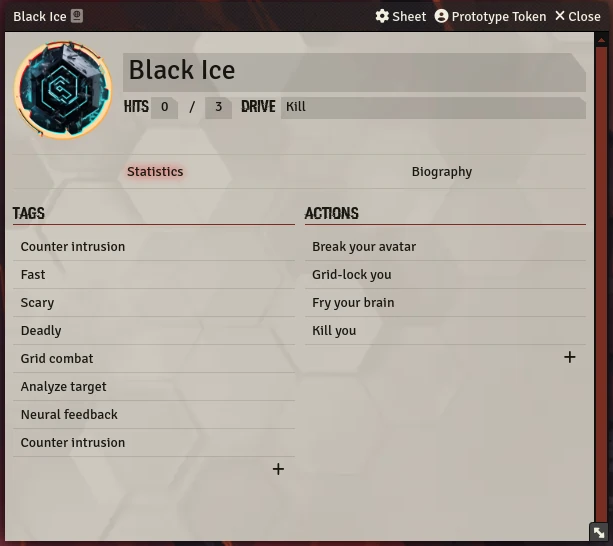 Black Ice Sheet Prototype Token Close
Black Ice
HITS 0 / 3 DRIVE Kill
Statistics Biography
TAGS
Counter intrusion
Fast
Scary
Deadly
Grid combat
Analyze target
Neural feedback
Counter intrusion
+
ACTIONS
Break your avatar
Grid-lock you
Fry your brain
Kill you
+